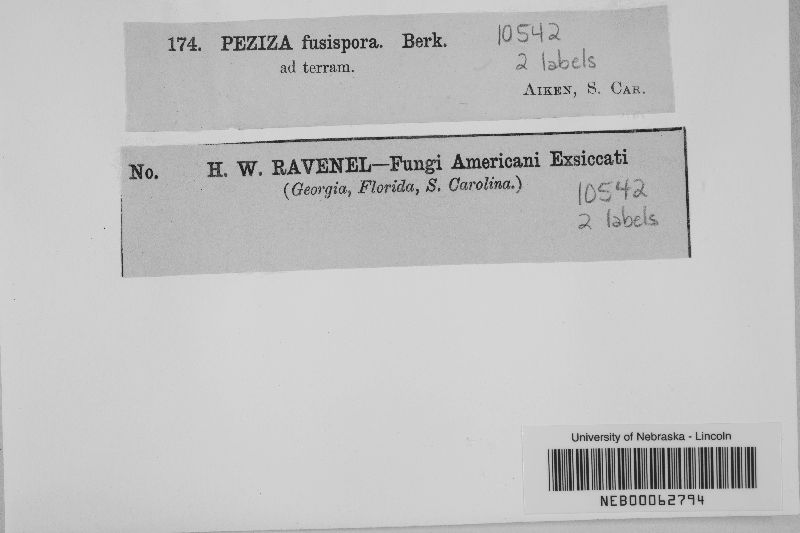 174. PEZIZA fusispora. Berk. 10542
ad terram. 2 labels
AIKEN, S. CAR.
No. H. W. RAVENEL—Fungi Americani Exsiccati
(Georgia, Florida, S. Carolina.) 10542
2 labels
University of Nebraska - Lincoln
NEB00062794